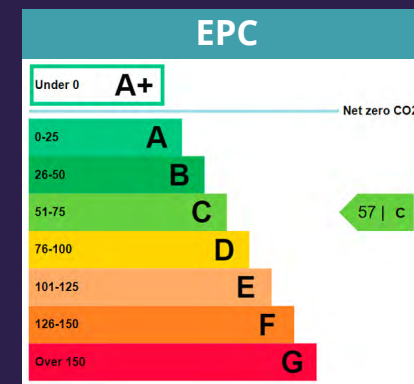 EPC
Under 0 A+
Net zero CO2
0-25 A
26-50 B
51-75 C
57 | C
76-100 D
101-125 E
126-150 F
Over 150 G